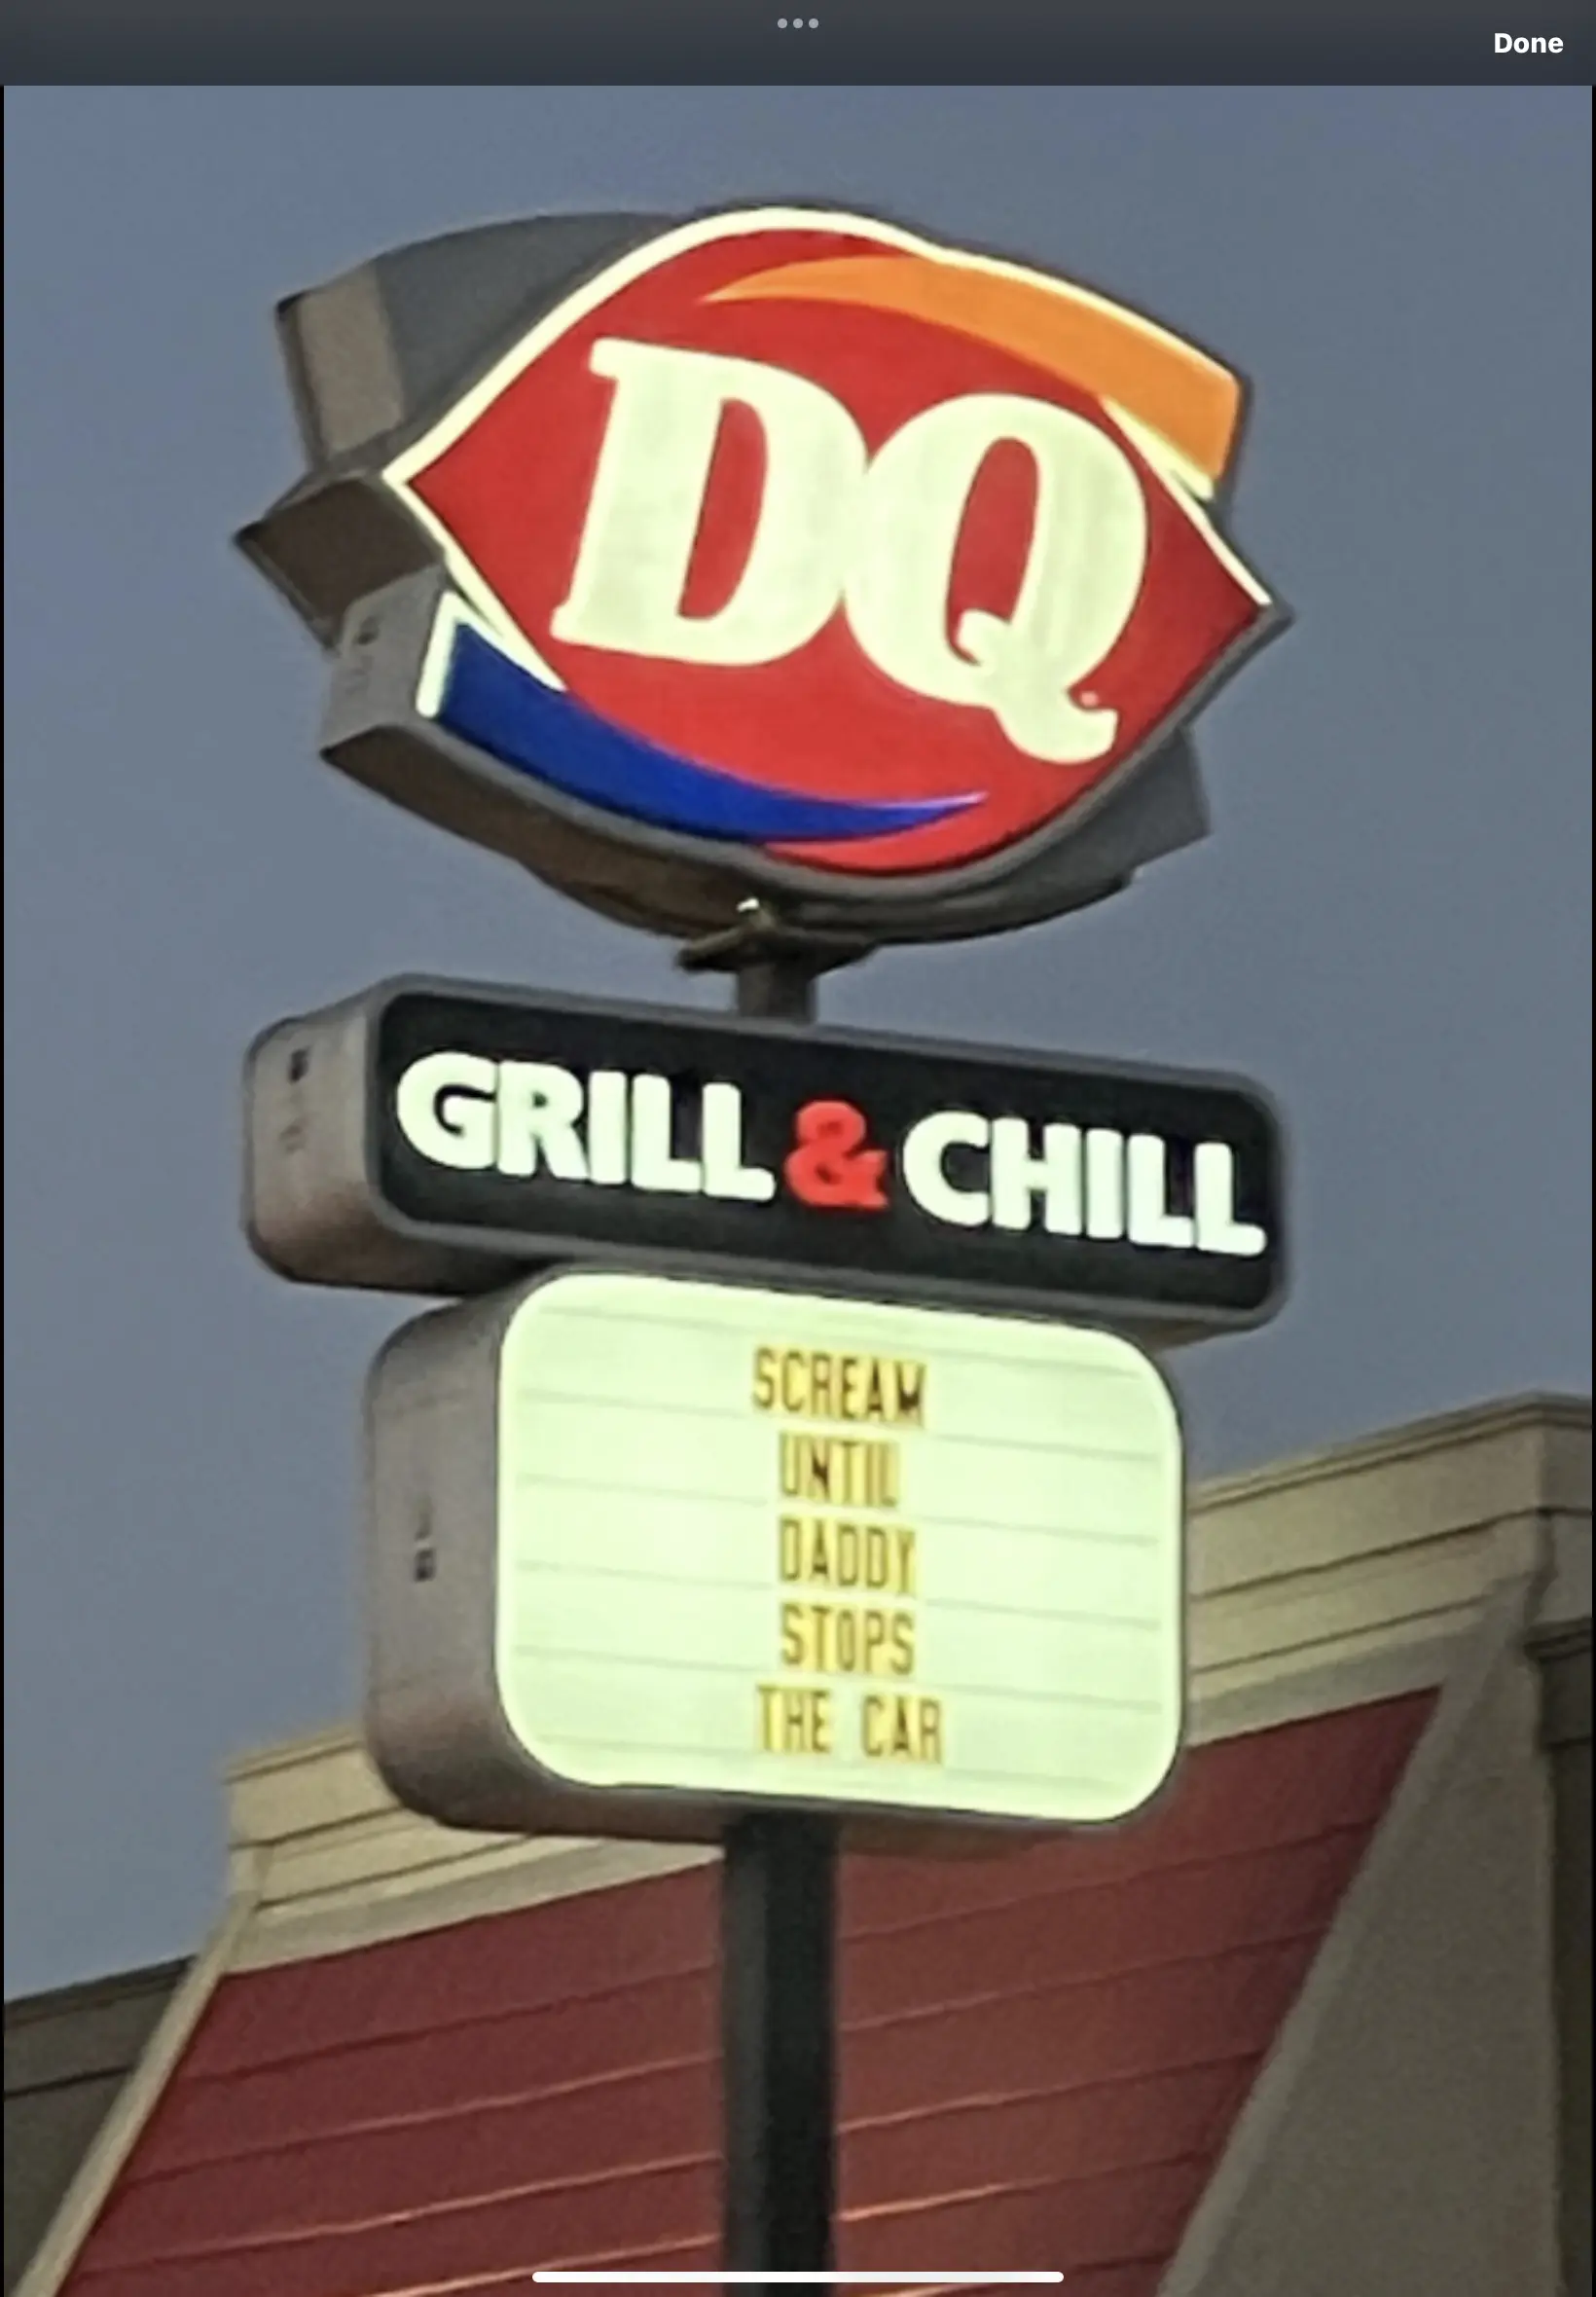 Done
DQ
GRILL & CHILL
SCREAM
UNTIL
DADDY
STOPS
THE CAR